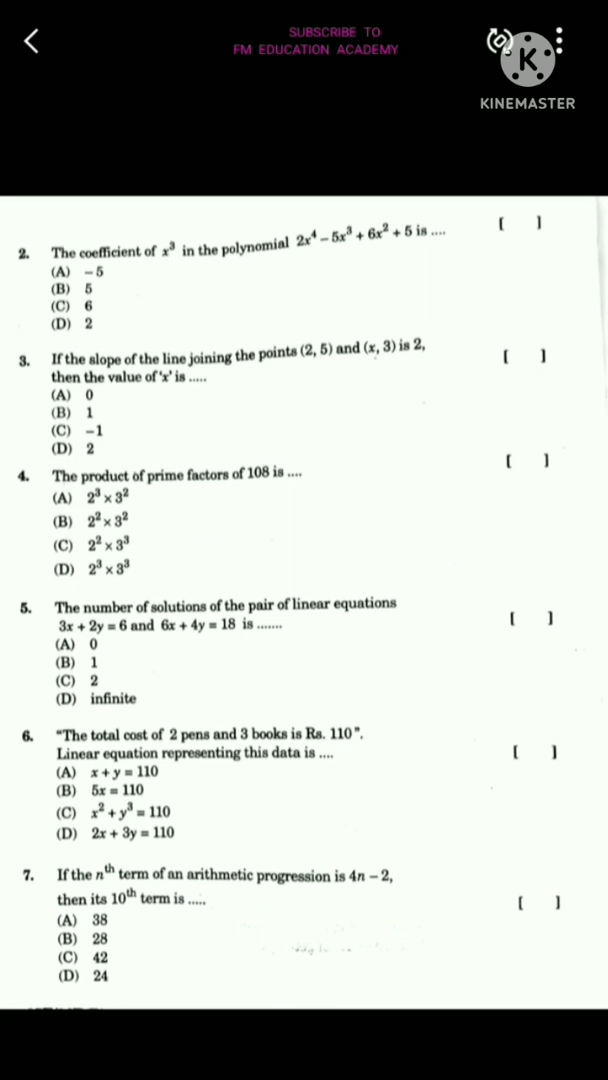 SUBSCRIBE TO
FM EDUCATION ACADEMY
K
KINEMASTER
2. The coefficient of x³ in the polynomial 2x⁴ – 5x³ + 6x² + 5 is .... [ ]
(A) – 5
(B) 5
(C) 6
(D) 2
3. If the slope of the line joining the points (2, 5) and (x, 3) is 2, [ ]
then the value of 'x' is .....
(A) 0
(B) 1
(C) –1
(D) 2
4. The product of prime factors of 108 is .... [ ]
(A) 2³ × 3²
(B) 2² × 3²
(C) 2² × 3³
(D) 2³ × 3³
5. The number of solutions of the pair of linear equations
3x + 2y = 6 and 6x + 4y = 18 is ....... [ ]
(A) 0
(B) 1
(C) 2
(D) infinite
6. "The total cost of 2 pens and 3 books is Rs. 110".
Linear equation representing this data is .... [ ]
(A) x + y = 110
(B) 5x = 110
(C) x² + y³ = 110
(D) 2x + 3y = 110
7. If the nᵗʰ term of an arithmetic progression is 4n – 2,
then its 10ᵗʰ term is ..... [ ]
(A) 38
(B) 28
(C) 42
(D) 24